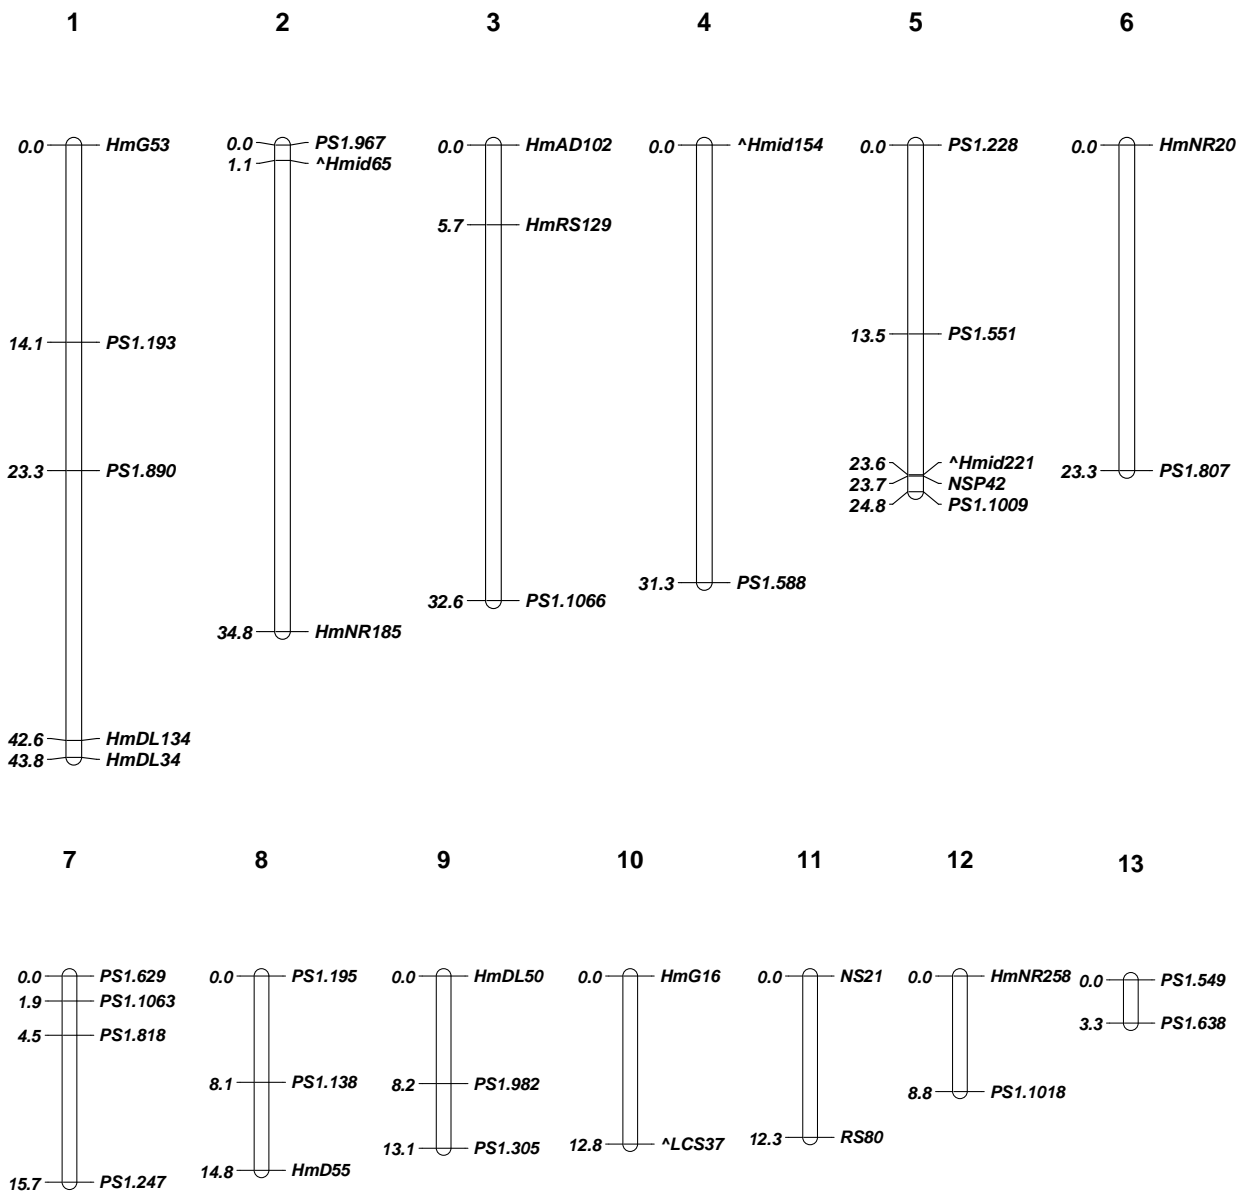 1 2 3 4 5 6
0.0 HmG53
14.1 PS1.193
23.3 PS1.890
42.6 HmDL134
43.8 HmDL34
0.0 PS1.967
1.1 ^Hmid65
34.8 HmNR185
0.0 HmAD102
5.7 HmRS129
32.6 PS1.1066
0.0 ^Hmid154
31.3 PS1.588
0.0 PS1.228
13.5 PS1.551
23.6 ^Hmid221
23.7 NSP42
24.8 PS1.1009
0.0 HmNR20
23.3 PS1.807
7 8 9 10 11 12 13
0.0 PS1.629
1.9 PS1.1063
4.5 PS1.818
15.7 PS1.247
0.0 PS1.195
8.1 PS1.138
14.8 HmD55
0.0 HmDL50
8.2 PS1.982
13.1 PS1.305
0.0 HmG16
12.8 ^LCS37
0.0 NS21
12.3 RS80
0.0 HmNR258
8.8 PS1.1018
0.0 PS1.549
3.3 PS1.638